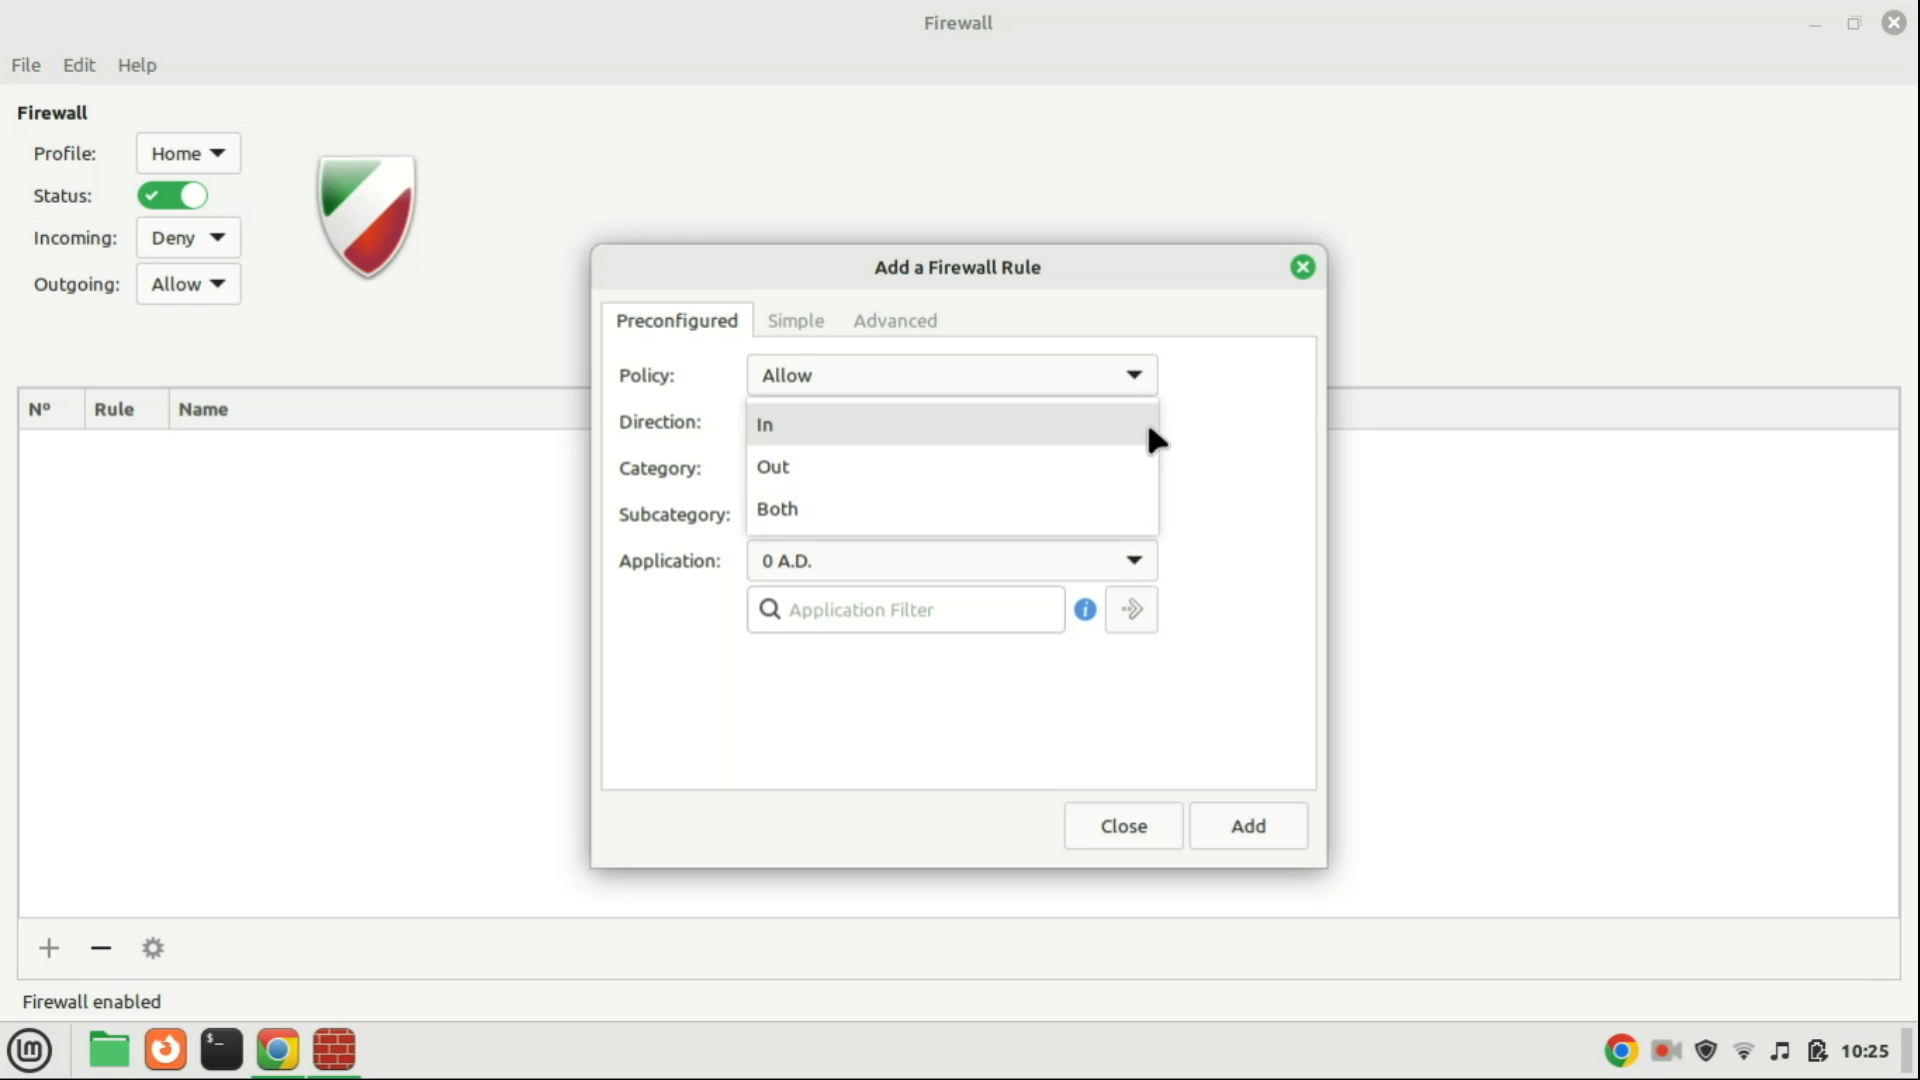 Firewall
File Edit Help
Firewall
Profile: Home
Status:
Incoming: Deny
Outgoing: Allow
Nº Rule Name
Add a Firewall Rule
Preconfigured Simple Advanced
Policy: Allow
Direction: In
Out
Both
Category:
Subcategory:
Application: 0 A.D.
Application Filter
Close Add
Firewall enabled
$_
10:25